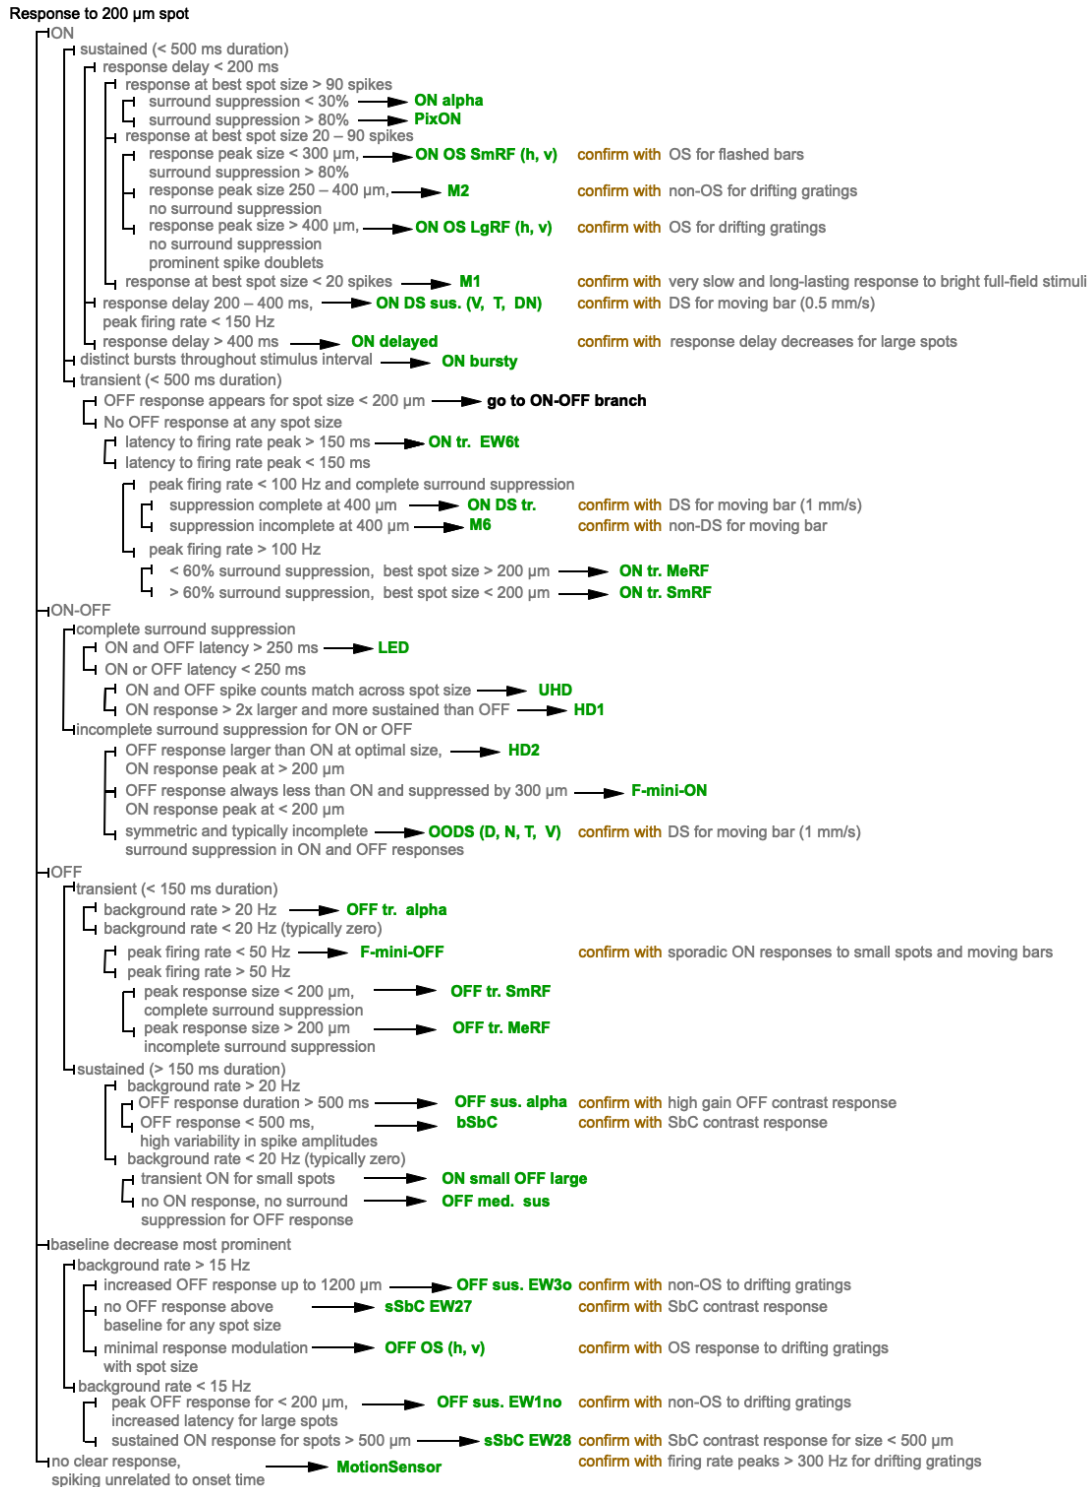 Response to 200 µm spot
ON
sustained (< 500 ms duration)
response delay < 200 ms
response at best spot size > 90 spikes
surround suppression < 30% ON alpha
surround suppression > 80% PixON
response at best spot size 20 – 90 spikes
response peak size < 300 µm, ON OS SmRF (h, v) confirm with OS for flashed bars
surround suppression > 80%
response peak size 250 – 400 µm, M2 confirm with non-OS for drifting gratings
no surround suppression
response peak size > 400 µm, ON OS LgRF (h, v) confirm with OS for drifting gratings
no surround suppression
prominent spike doublets
response at best spot size < 20 spikes M1 confirm with very slow and long-lasting response to bright full-field stimuli
response delay 200 – 400 ms, ON DS sus. (V, T, DN) confirm with DS for moving bar (0.5 mm/s)
peak firing rate < 150 Hz
response delay > 400 ms ON delayed confirm with response delay decreases for large spots
distinct bursts throughout stimulus interval ON bursty
transient (< 500 ms duration)
OFF response appears for spot size < 200 µm go to ON-OFF branch
No OFF response at any spot size
latency to firing rate peak > 150 ms ON tr. EW6t
latency to firing rate peak < 150 ms
peak firing rate < 100 Hz and complete surround suppression
suppression complete at 400 µm ON DS tr. confirm with DS for moving bar (1 mm/s)
suppression incomplete at 400 µm M6 confirm with non-DS for moving bar
peak firing rate > 100 Hz
< 60% surround suppression, best spot size > 200 µm ON tr. MeRF
> 60% surround suppression, best spot size < 200 µm ON tr. SmRF
ON-OFF
complete surround suppression
ON and OFF latency > 250 ms LED
ON or OFF latency < 250 ms
ON and OFF spike counts match across spot size UHD
ON response > 2x larger and more sustained than OFF HD1
incomplete surround suppression for ON or OFF
OFF response larger than ON at optimal size, HD2
ON response peak at > 200 µm
OFF response always less than ON and suppressed by 300 µm F-mini-ON
ON response peak at < 200 µm
symmetric and typically incomplete OODS (D, N, T, V) confirm with DS for moving bar (1 mm/s)
surround suppression in ON and OFF responses
OFF
transient (< 150 ms duration)
background rate > 20 Hz OFF tr. alpha
background rate < 20 Hz (typically zero)
peak firing rate < 50 Hz F-mini-OFF confirm with sporadic ON responses to small spots and moving bars
peak firing rate > 50 Hz
peak response size < 200 µm, OFF tr. SmRF
complete surround suppression
peak response size > 200 µm OFF tr. MeRF
incomplete surround suppression
sustained (> 150 ms duration)
background rate > 20 Hz
OFF response duration > 500 ms OFF sus. alpha confirm with high gain OFF contrast response
OFF response < 500 ms, bSbC confirm with SbC contrast response
high variability in spike amplitudes
background rate < 20 Hz (typically zero)
transient ON for small spots ON small OFF large
no ON response, no surround OFF med. sus
suppression for OFF response
baseline decrease most prominent
background rate > 15 Hz
increased OFF response up to 1200 µm OFF sus. EW3o confirm with non-OS to drifting gratings
no OFF response above sSbC EW27 confirm with SbC contrast response
baseline for any spot size
minimal response modulation OFF OS (h, v) confirm with OS response to drifting gratings
with spot size
background rate < 15 Hz
peak OFF response for < 200 µm, OFF sus. EW1no confirm with non-OS to drifting gratings
increased latency for large spots
sustained ON response for spots > 500 µm sSbC EW28 confirm with SbC contrast response for size < 500 µm
no clear response, MotionSensor confirm with firing rate peaks > 300 Hz for drifting gratings
spiking unrelated to onset time